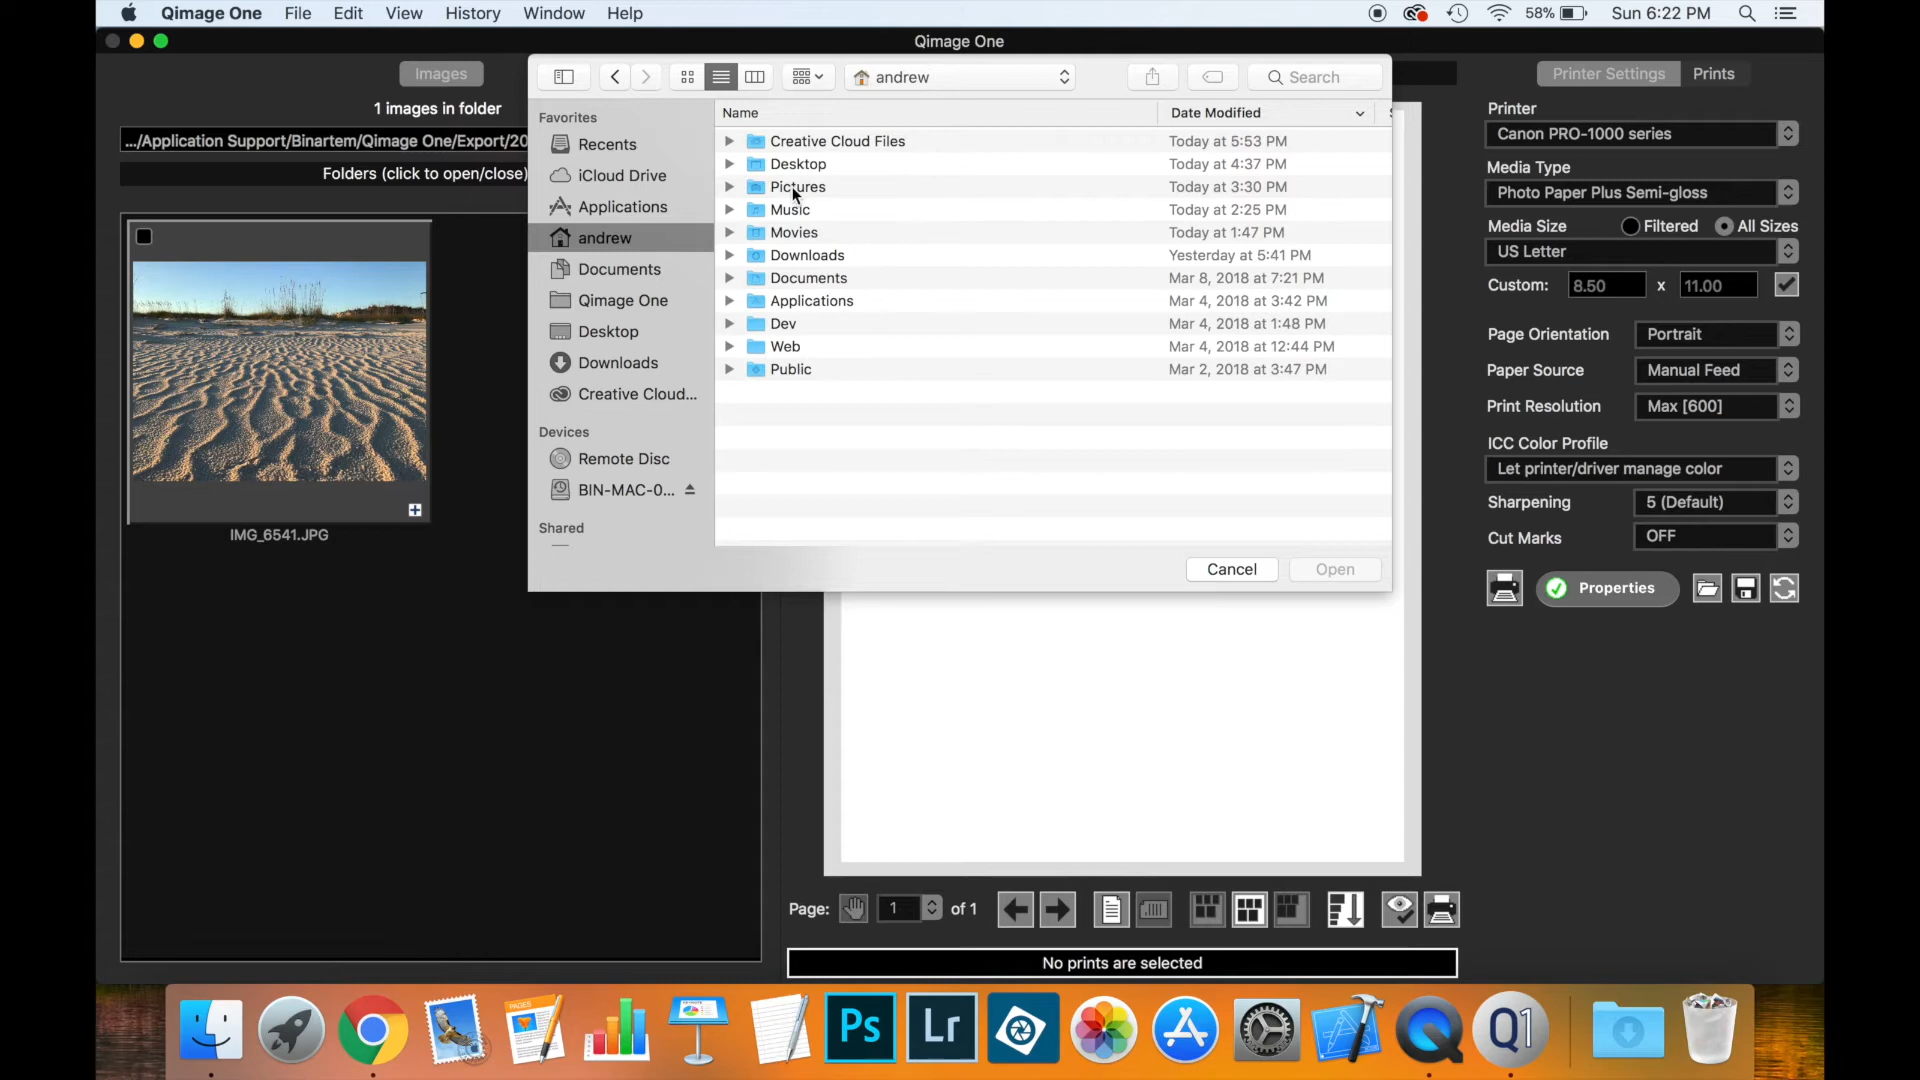 Qimage One File Edit View History Window Help 58% Sun 6:22 PM
Qimage One
Images
1 images in folder
.../Application Support/Binartem/Qimage One/Export/20
Folders (click to open/close)
IMG_6541.JPG
andrew
Search
Favorites
Recents
iCloud Drive
Applications
andrew
Documents
Qimage One
Desktop
Downloads
Creative Cloud...
Devices
Remote Disc
BIN-MAC-0...
Shared
Name Date Modified
Creative Cloud Files Today at 5:53 PM
Desktop Today at 4:37 PM
Pictures Today at 3:30 PM
Music Today at 2:25 PM
Movies Today at 1:47 PM
Downloads Yesterday at 5:41 PM
Documents Mar 8, 2018 at 7:21 PM
Applications Mar 4, 2018 at 3:42 PM
Dev Mar 4, 2018 at 1:48 PM
Web Mar 4, 2018 at 12:44 PM
Public Mar 2, 2018 at 3:47 PM
Cancel Open
Printer Settings Prints
Printer
Canon PRO-1000 series
Media Type
Photo Paper Plus Semi-gloss
Media Size Filtered All Sizes
US Letter
Custom: 8.50 x 11.00
Page Orientation Portrait
Paper Source Manual Feed
Print Resolution Max [600]
ICC Color Profile
Let printer/driver manage color
Sharpening 5 (Default)
Cut Marks OFF
Properties
Page: 1 of 1
No prints are selected
PAGES Ps Lr Q1